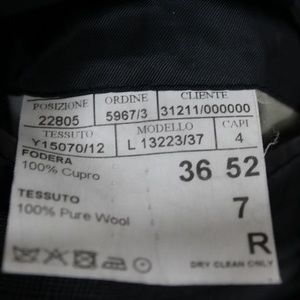 POSIZIONE ORDINE CLIENTE
22805 5967/3 31211/000000
TESSUTO MODELLO CAPI
Y15070/12 L 13223/37 4
FODERA
100% Cupro
36 52
TESSUTO
100% Pure Wool
7
R
DRY CLEAN ONLY